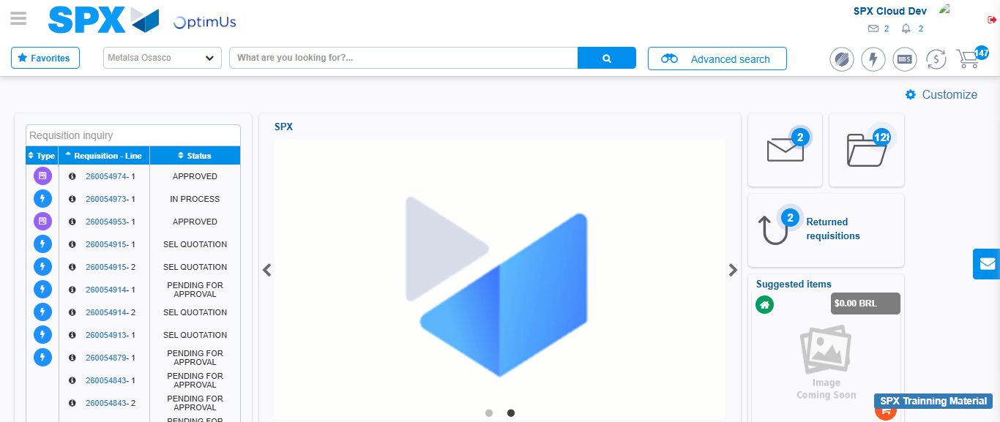 SPX OptimUs
SPX Cloud Dev
2 2
Favorites
Metalsa Osasco
What are you looking for?...
Advanced search
147
Customize
Requisition inquiry
Type Requisition - Line Status
260054974- 1 APPROVED
260054973- 1 IN PROCESS
260054953- 1 APPROVED
260054915- 1 SEL QUOTATION
260054915- 2 SEL QUOTATION
260054914- 1 PENDING FOR
APPROVAL
260054914- 2 SEL QUOTATION
260054913- 1 SEL QUOTATION
260054879- 1 PENDING FOR
APPROVAL
260054843- 1 PENDING FOR
APPROVAL
260054843- 2 PENDING FOR
APPROVAL
PENDING FOR
SPX
2
2
Returned
requisitions
Suggested items
$0.00 BRL
Image
Coming Soon
SPX Trainning Material